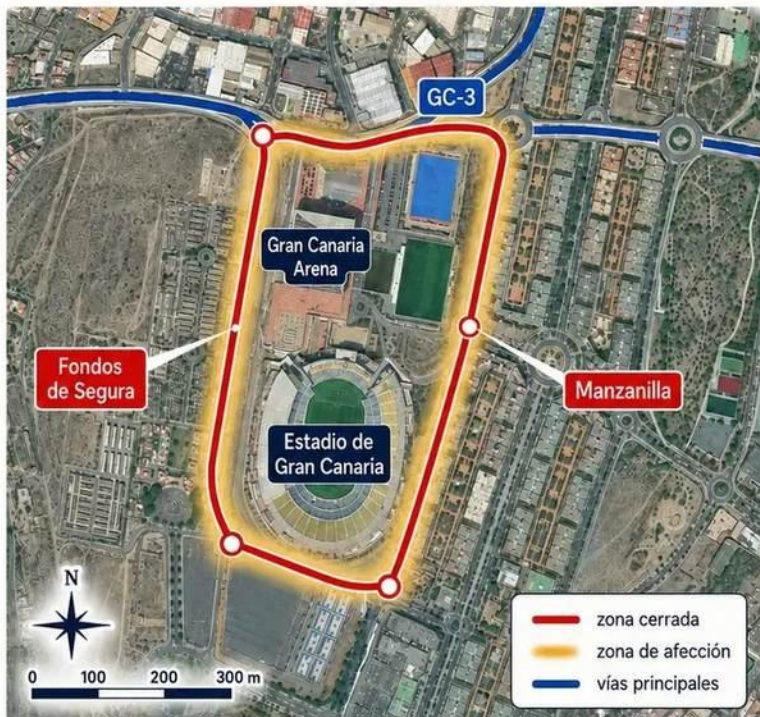 GC-3
Gran Canaria
Arena
Fondos
de Segura
Manzanilla
Estadio de
Gran Canaria
N
0 100 200 300 m
zona cerrada
zona de afección
vías principales